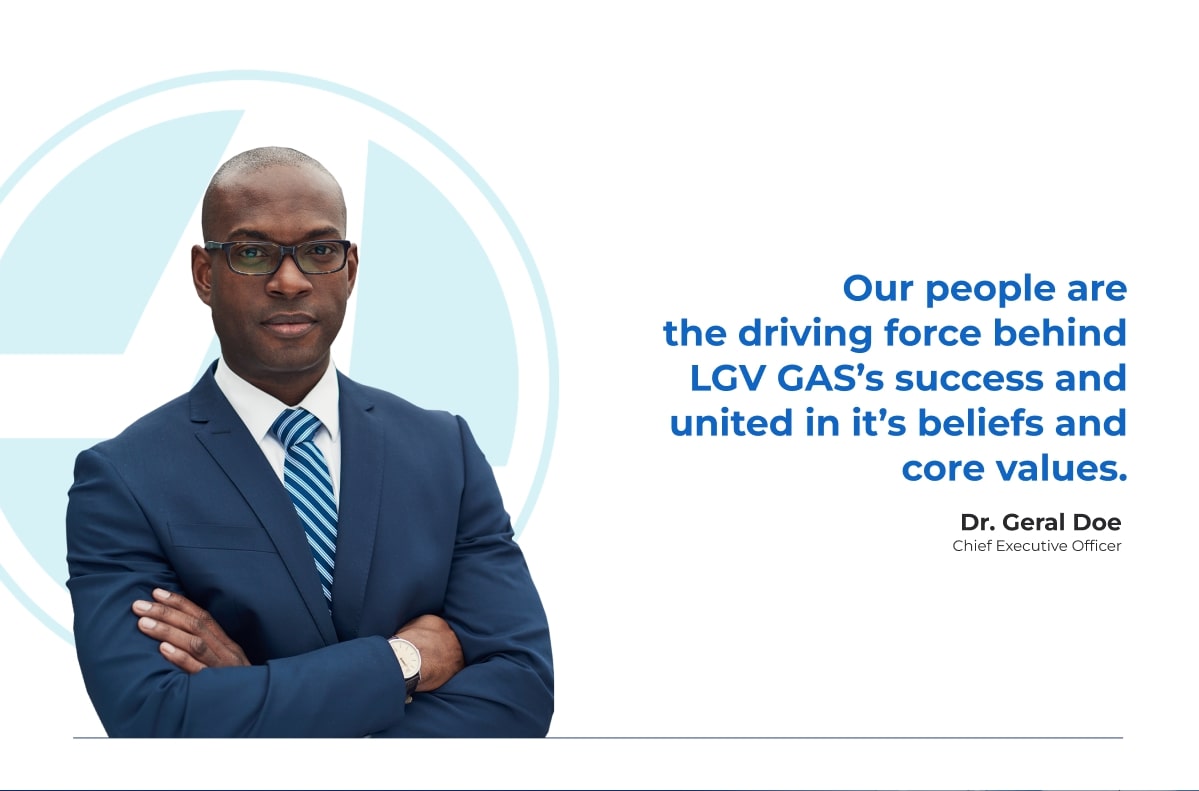 Our people are
the driving force behind
LGV GAS’s success and
united in it’s beliefs and
core values.
Dr. Geral Doe
Chief Executive Officer